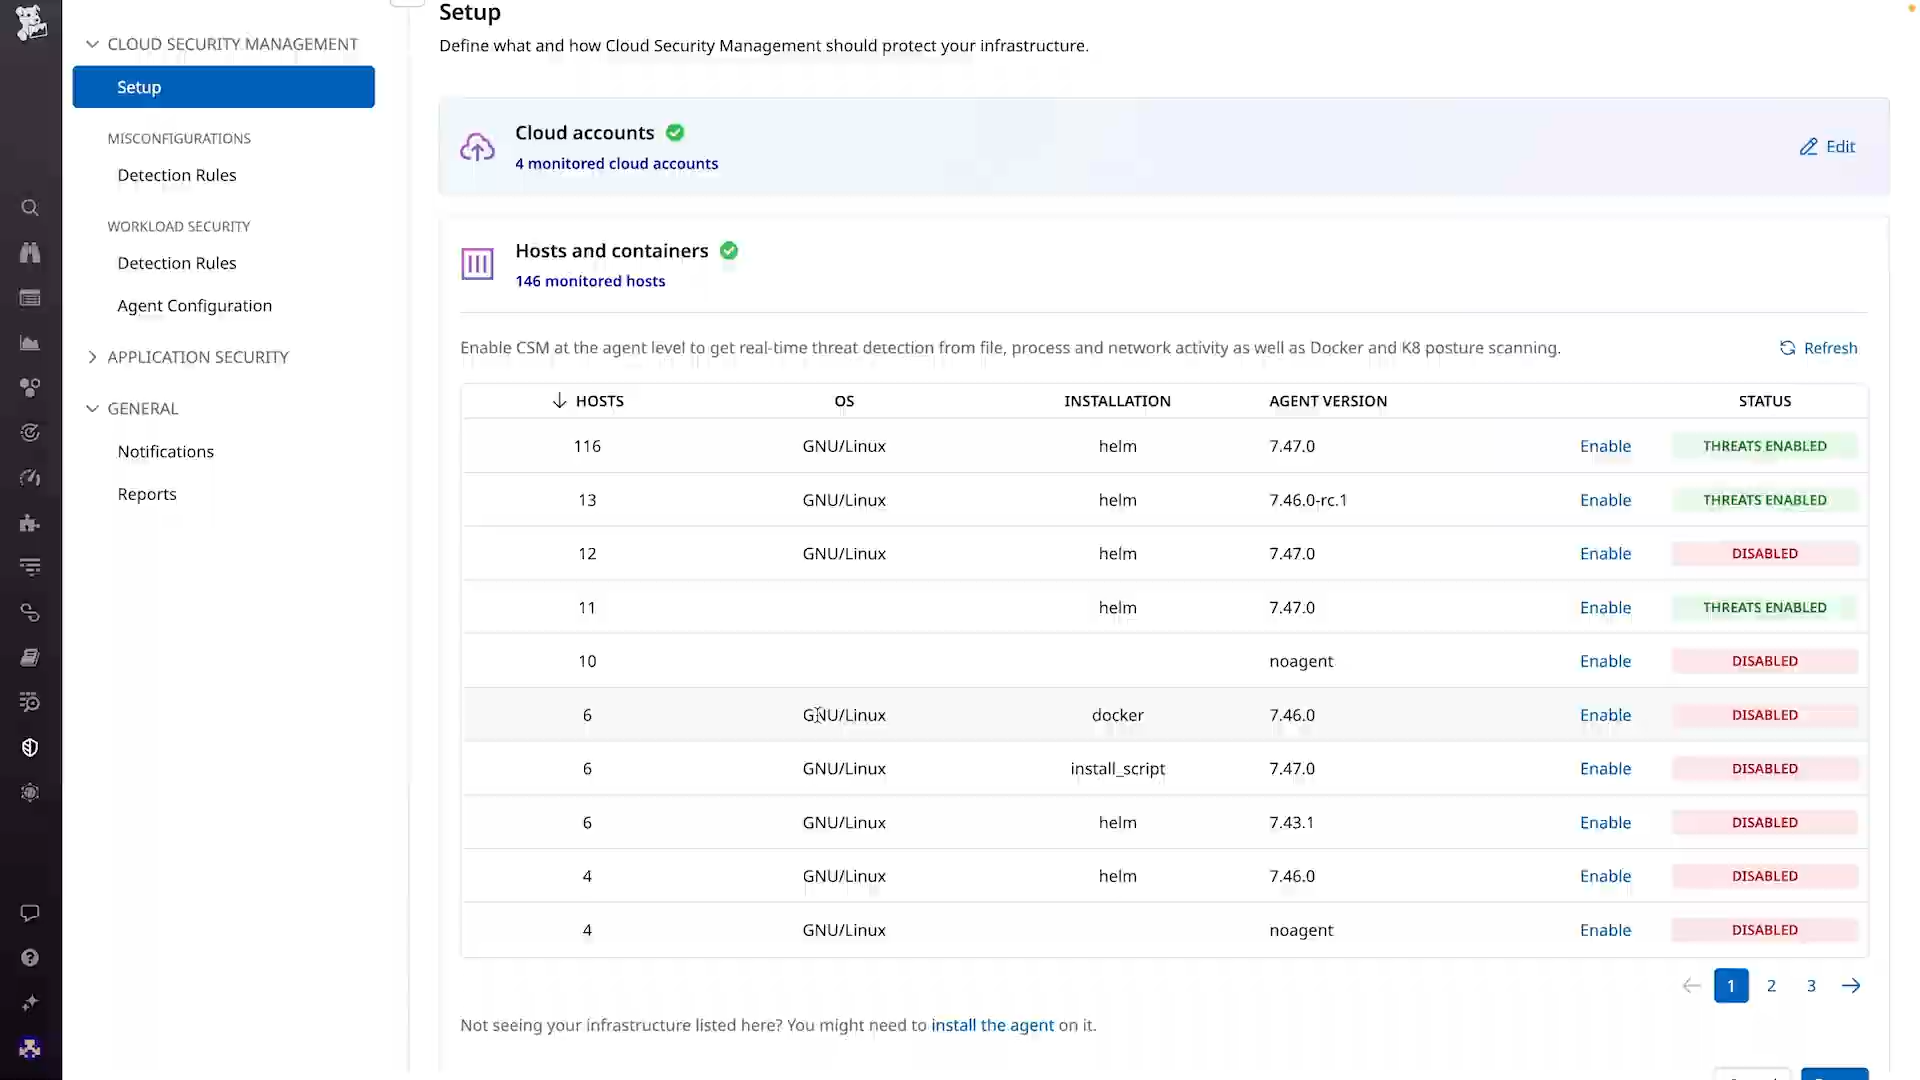 Setup
Define what and how Cloud Security Management should protect your infrastructure.
CLOUD SECURITY MANAGEMENT
Setup
MISCONFIGURATIONS
Detection Rules
WORKLOAD SECURITY
Detection Rules
Agent Configuration
APPLICATION SECURITY
GENERAL
Notifications
Reports
Cloud accounts
4 monitored cloud accounts
Edit
Hosts and containers
146 monitored hosts
Enable CSM at the agent level to get real-time threat detection from file, process and network activity as well as Docker and K8 posture scanning.
Refresh
HOSTS OS INSTALLATION AGENT VERSION STATUS
116 GNU/Linux helm 7.47.0 Enable THREATS ENABLED
13 GNU/Linux helm 7.46.0-rc.1 Enable THREATS ENABLED
12 GNU/Linux helm 7.47.0 Enable DISABLED
11 helm 7.47.0 Enable THREATS ENABLED
10 noagent Enable DISABLED
6 GNU/Linux docker 7.46.0 Enable DISABLED
6 GNU/Linux install_script 7.47.0 Enable DISABLED
6 GNU/Linux helm 7.43.1 Enable DISABLED
4 GNU/Linux helm 7.46.0 Enable DISABLED
4 GNU/Linux noagent Enable DISABLED
1 2 3
Not seeing your infrastructure listed here? You might need to install the agent on it.